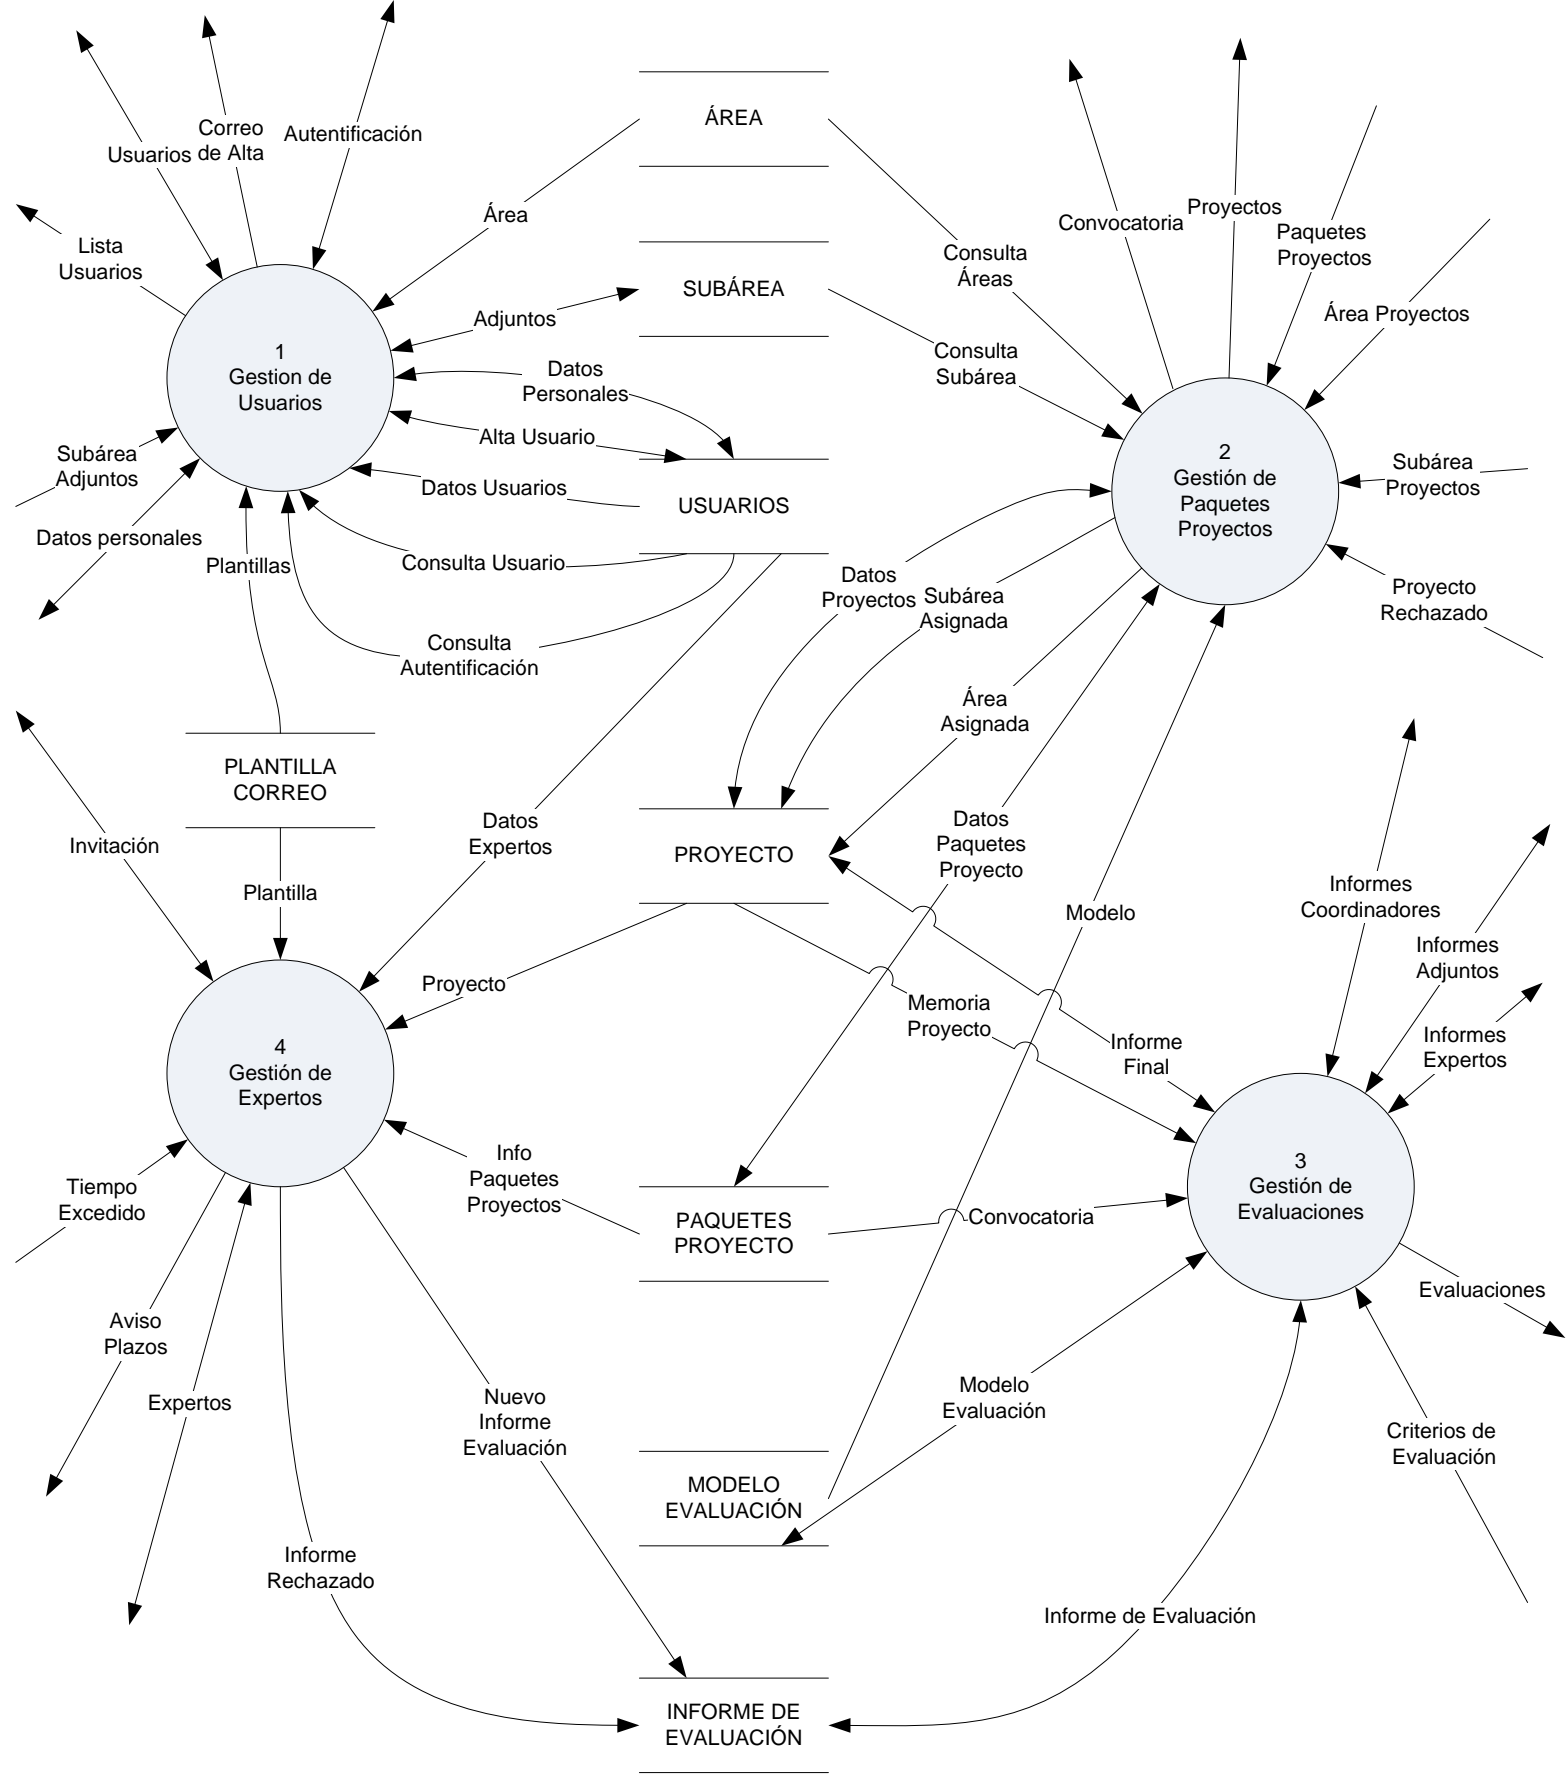 ÁREA
Correo
de Alta
Autentificación
Usuarios
Convocatoria
Proyectos
Paquetes
Proyectos
Área
Lista
Usuarios
Consulta
Áreas
SUBÁREA
Adjuntos
Área Proyectos
Consulta
Subárea
1
Gestion de
Usuarios
Datos
Personales
Alta Usuario
Subárea
Adjuntos
Datos Usuarios
USUARIOS
2
Gestión de
Paquetes
Proyectos
Subárea
Proyectos
Datos personales
Plantillas
Consulta Usuario
Datos
Proyectos
Subárea
Asignada
Proyecto
Rechazado
Consulta
Autentificación
Área
Asignada
PLANTILLA
CORREO
Invitación
Datos
Expertos
PROYECTO
Datos
Paquetes
Proyecto
Plantilla
Modelo
Informes
Coordinadores
Informes
Adjuntos
Proyecto
Memoria
Proyecto
Informe
Final
Informes
Expertos
4
Gestión de
Expertos
Info
Paquetes
Proyectos
3
Gestión de
Evaluaciones
Tiempo
Excedido
PAQUETES
PROYECTO
Convocatoria
Evaluaciones
Aviso
Plazos
Expertos
Nuevo
Informe
Evaluación
Modelo
Evaluación
Criterios de
Evaluación
MODELO
EVALUACIÓN
Informe
Rechazado
Informe de Evaluación
INFORME DE
EVALUACIÓN